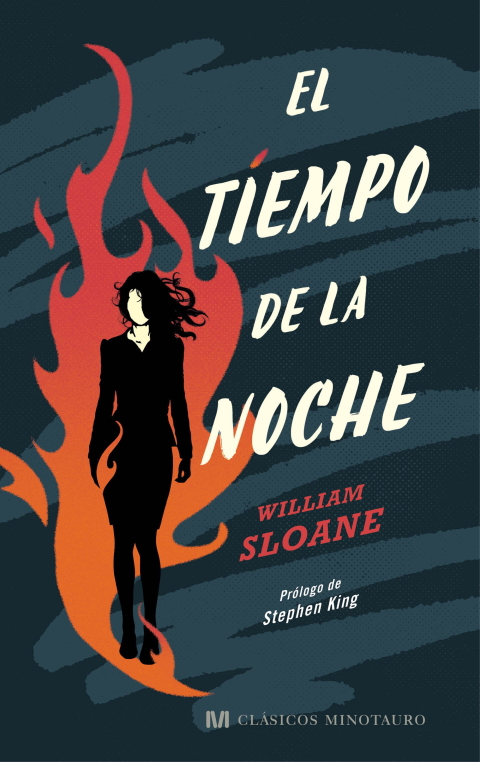 EL
TIEMPO
DE LA
NOCHE
WILLIAM
SLOANE
Prólogo de
Stephen King
M CLÁSICOS MINOTAURO